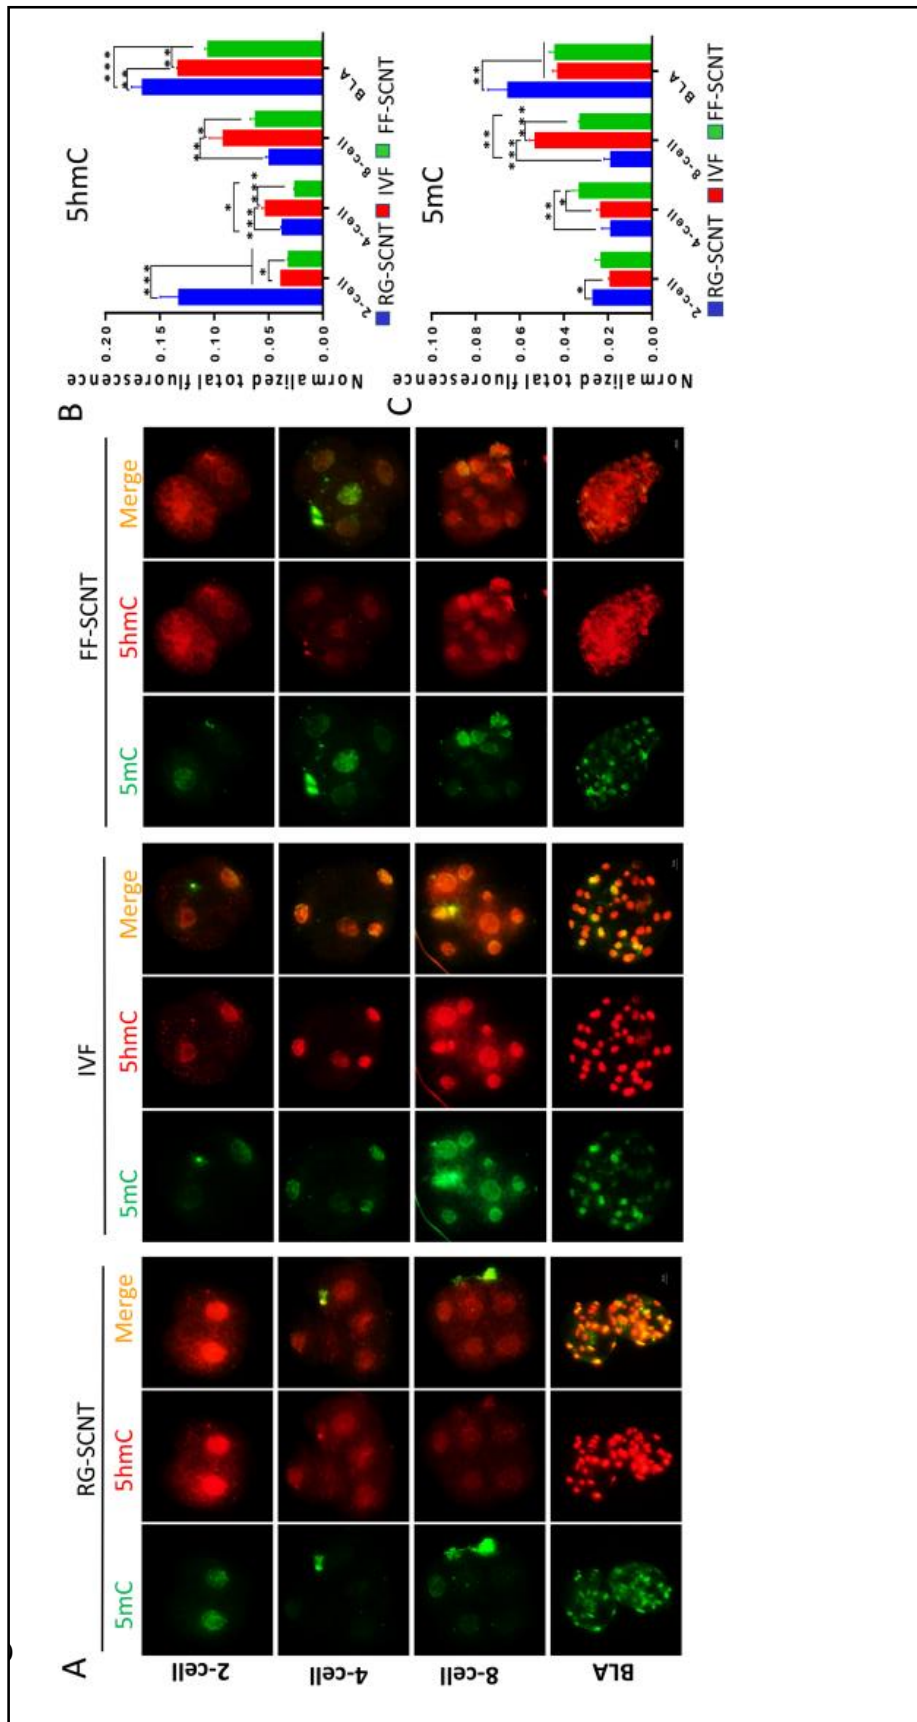 A
RG-SCNT
IVF
FF-SCNT
5mC
5hmC
Merge
5mC
5hmC
Merge
5mC
5hmC
Merge
2-cell
4-cell
8-cell
BLA
B
5hmC
Normalized total fluorescence
0.20
0.15
0.10
0.05
0.00
***
*
*
***
***
***
*
**
***
**
2-cell
4-cell
8-cell
BLA
RG-SCNT
IVF
FF-SCNT
C
5mC
Normalized total fluorescence
0.10
0.08
0.06
0.04
0.02
0.00
*
**
*
**
***
***
**
2-cell
4-cell
8-cell
BLA
RG-SCNT
IVF
FF-SCNT